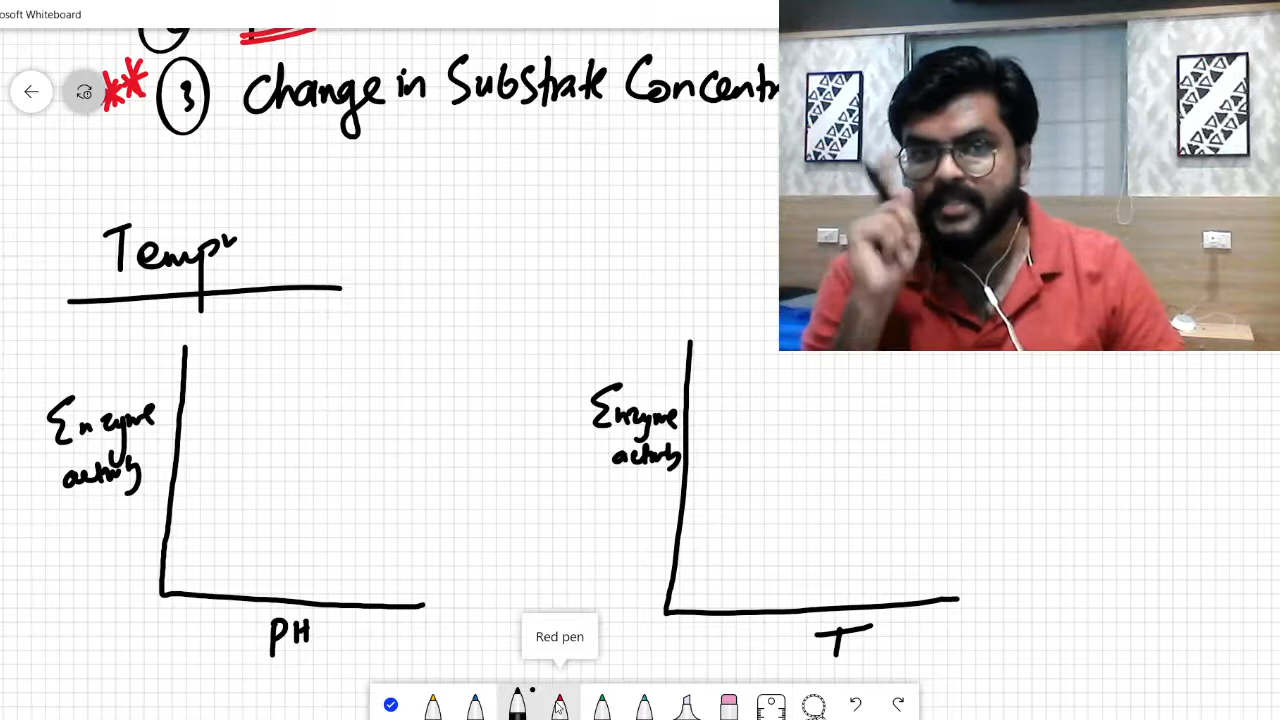 osoft Whiteboard
3 Change in Substrate Concentr
Tempr
Enzyme
activity
PH
Enzyme
activity
T
Red pen